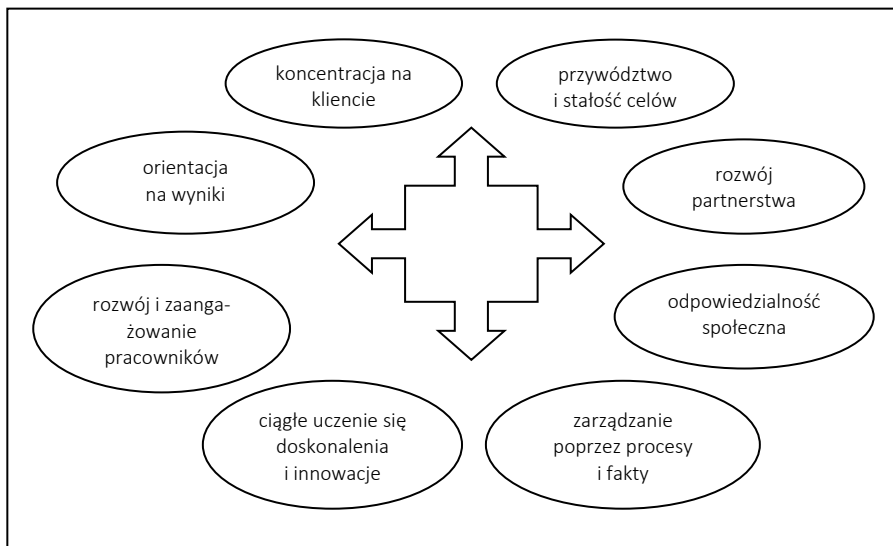 koncentracja na
kliencie
przywództwo
i stałość celów
orientacja
na wyniki
rozwój
partnerstwa
rozwój i zaanga-
żowanie
pracowników
odpowiedzialność
społeczna
ciągłe uczenie się
doskonalenia
i innowacje
zarządzanie
poprzez procesy
i fakty